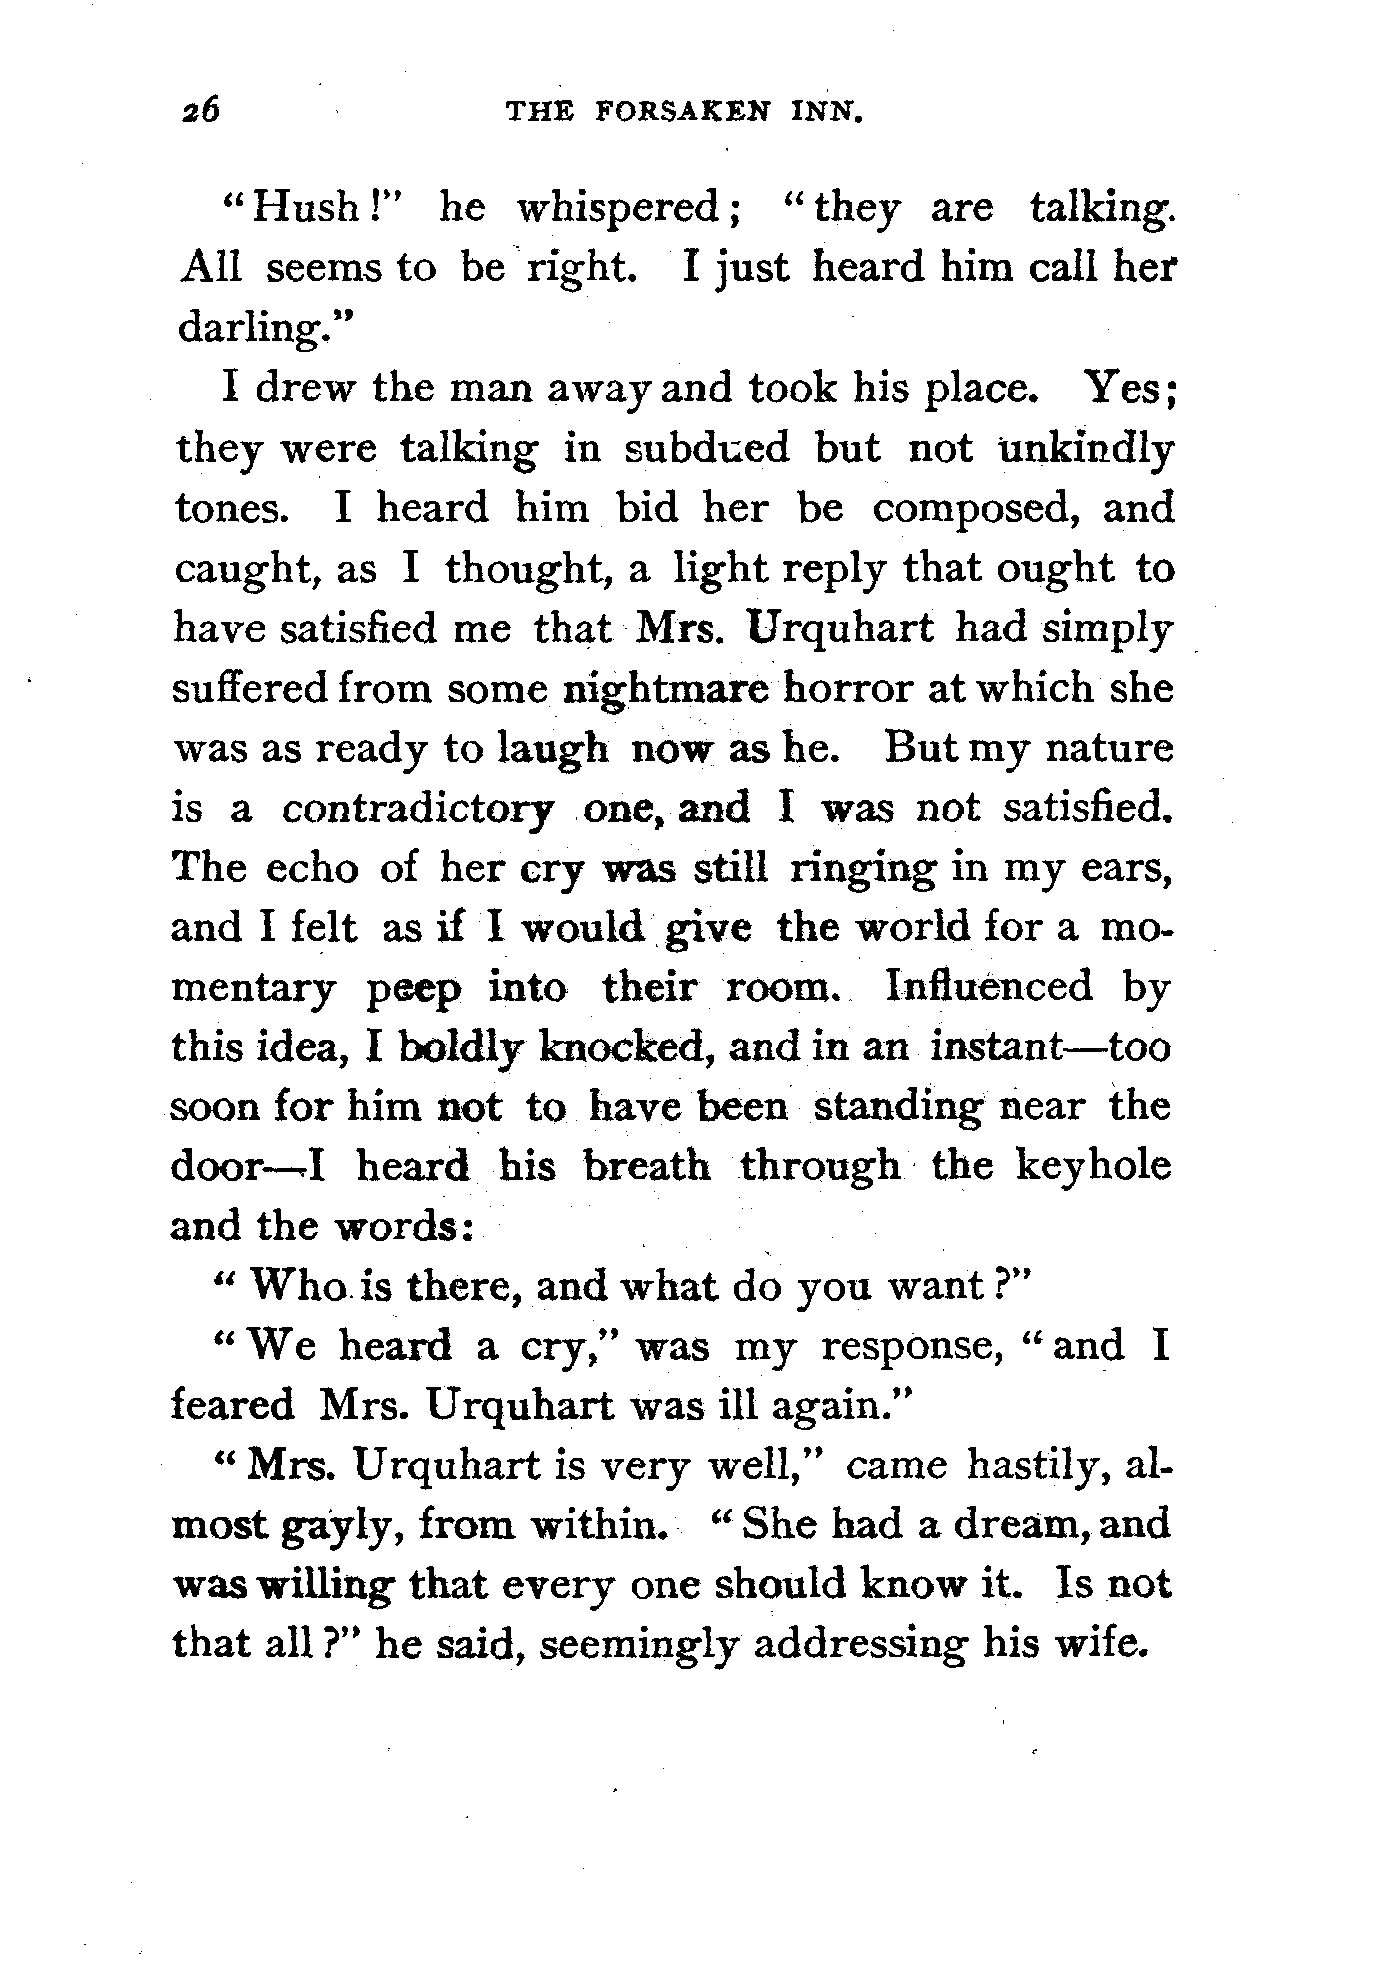 26 THE FORSAKEN INN.
"Hush!" he whispered; "they are talking.
All seems to be right. I just heard him call her
darling."
I drew the man away and took his place. Yes;
they were talking in subdued but not unkindly
tones. I heard him bid her be composed, and
caught, as I thought, a light reply that ought to
have satisfied me that Mrs. Urquhart had simply
suffered from some nightmare horror at which she
was as ready to laugh now as he. But my nature
is a contradictory one, and I was not satisfied.
The echo of her cry was still ringing in my ears,
and I felt as if I would give the world for a mo-
mentary peep into their room. Influenced by
this idea, I boldly knocked, and in an instant—too
soon for him not to have been standing near the
door—I heard his breath through the keyhole
and the words:
"Who is there, and what do you want?"
"We heard a cry," was my response, "and I
feared Mrs. Urquhart was ill again."
"Mrs. Urquhart is very well," came hastily, al-
most gayly, from within. "She had a dream, and
was willing that every one should know it. Is not
that all?" he said, seemingly addressing his wife.